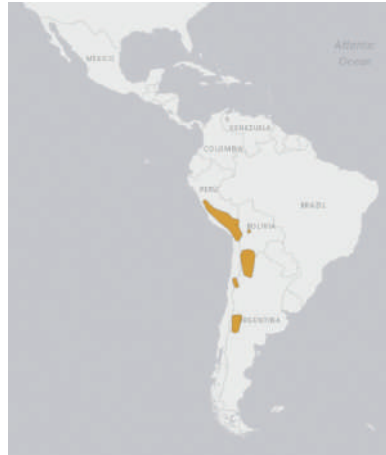 Atlantic
Ocean
MEXICO
VENEZUELA
COLOMBIA
PERU
BRAZIL
BOLIVIA
ARGENTINA